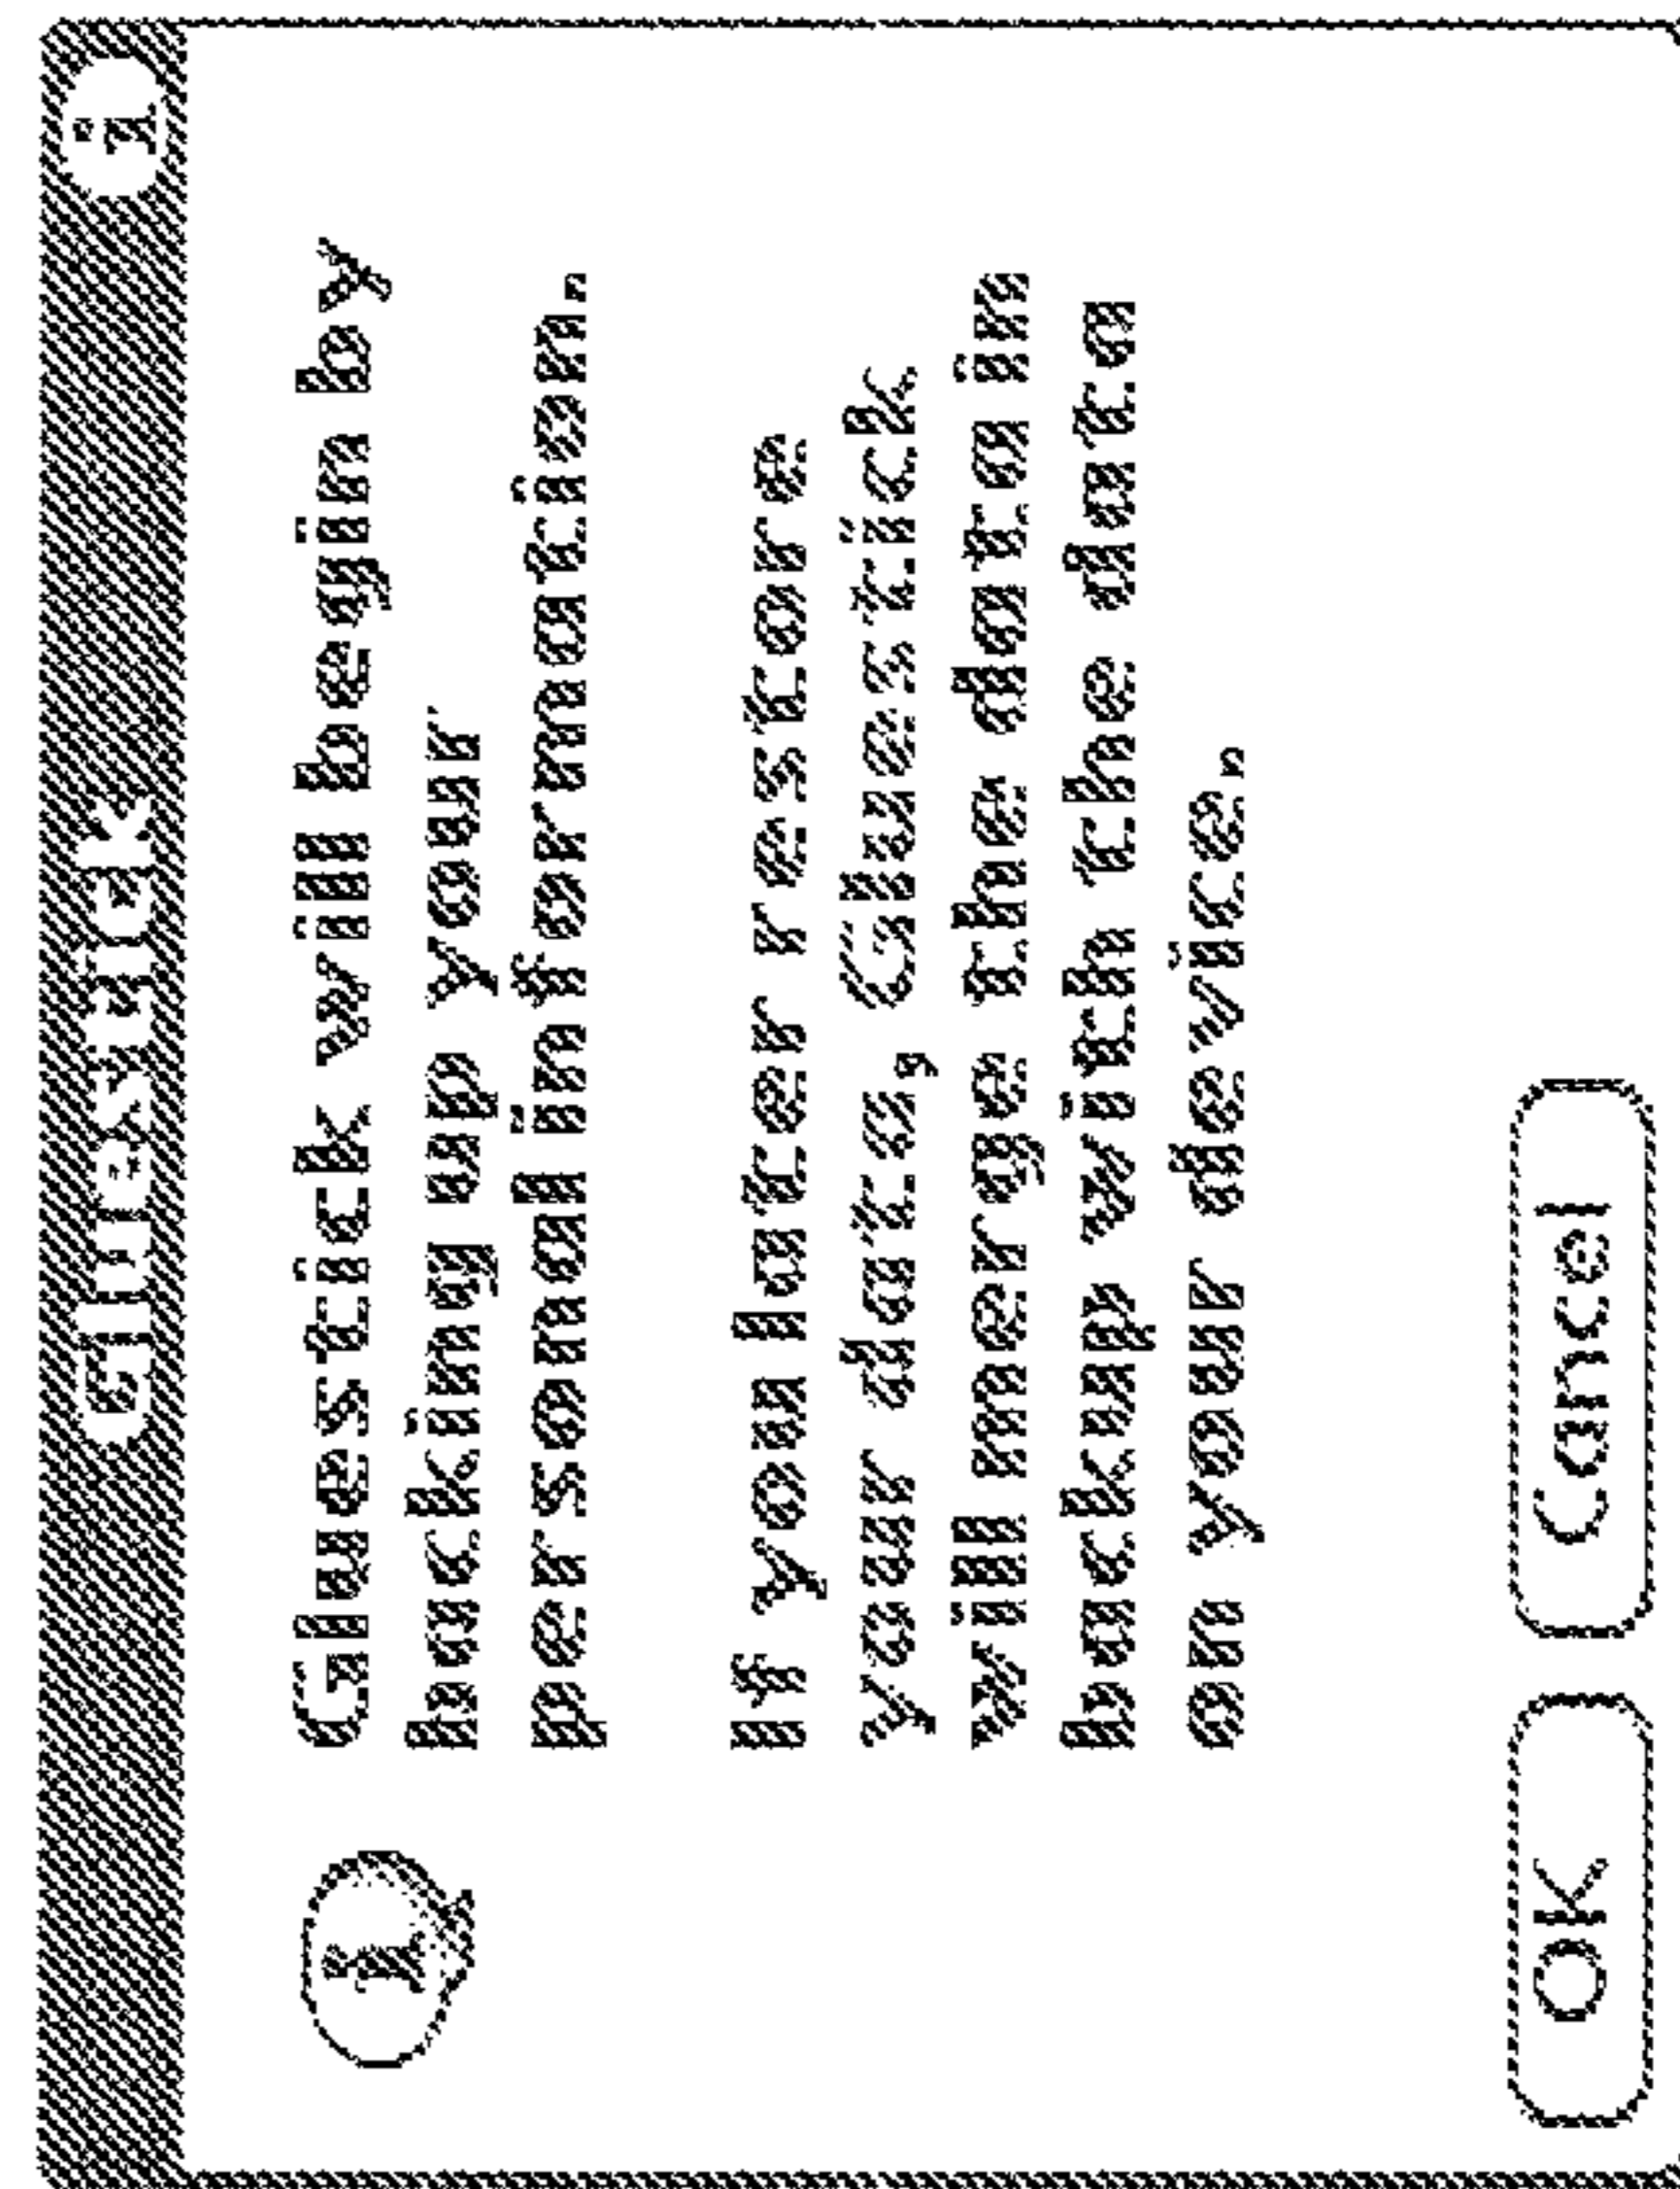 Gluestick
i
i
Gluestick will begin by
backing up your
personal information.
If you later restore
your data, Gluestick
will merge the data in
backup with the data
on your device.
OK
Cancel